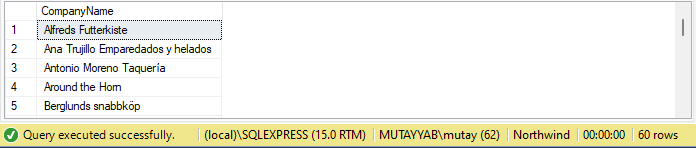 CompanyName
1 Alfreds Futterkiste
2 Ana Trujillo Emparedados y helados
3 Antonio Moreno Taquería
4 Around the Horn
5 Berglunds snabbköp
Query executed successfully. (local)\SQLEXPRESS (15.0 RTM) MUTAYYAB\mutay (62) Northwind 00:00:00 60 rows